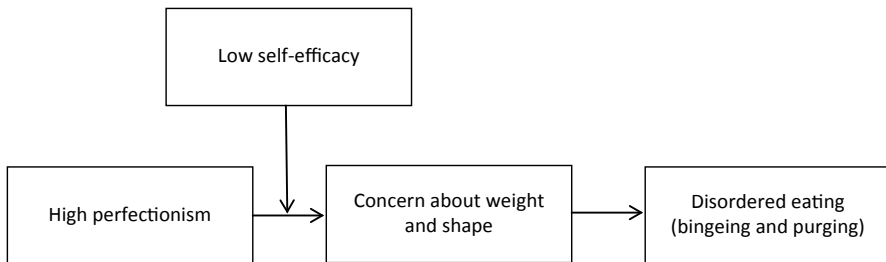 Low self-efficacy
High perfectionism
Concern about weight
and shape
Disordered eating
(bingeing and purging)